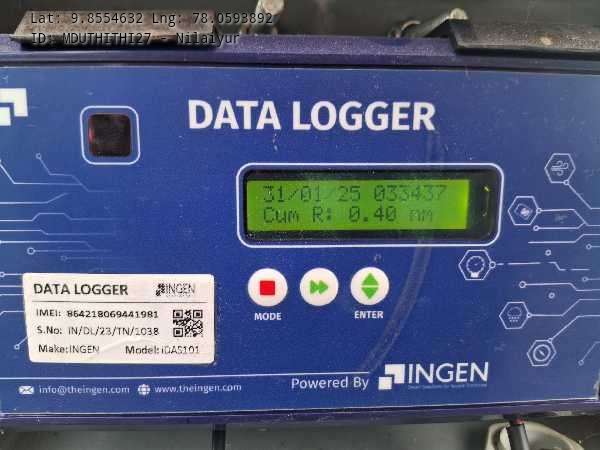 Lat: 9.8554632 Lng: 78.0593892
ID: MDUTHITHI27 - Nilaiyur
DATA LOGGER
31/01/25 033437
Cum R: 0.40 mm
MODE
ENTER
DATA LOGGER
INGEN
IMEI: 864218069441981
S.No: IN/DL/23/TN/1038
Make:INGEN Model: iDAS101
info@theingen.com www.theingen.com
Powered By INGEN